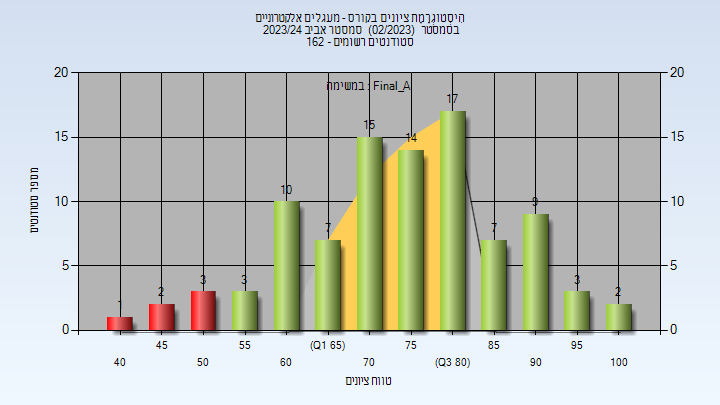 היסטוגרמת ציונים בקורס - מעגלים אלקטרוניים
בסמסטר (02/2023) סמסטר אביב 2023/24
סטודנטים רשומים - 162
במשימה : Final_A
מספר סטודנטים
20 20
15 15
10 10
5 5
0 0
1 2 3 3 10 7 15 14 17 7 9 3 2
45 55 (Q1 65) 75 85 95
40 50 60 70 (Q3 80) 90 100
טווח ציונים